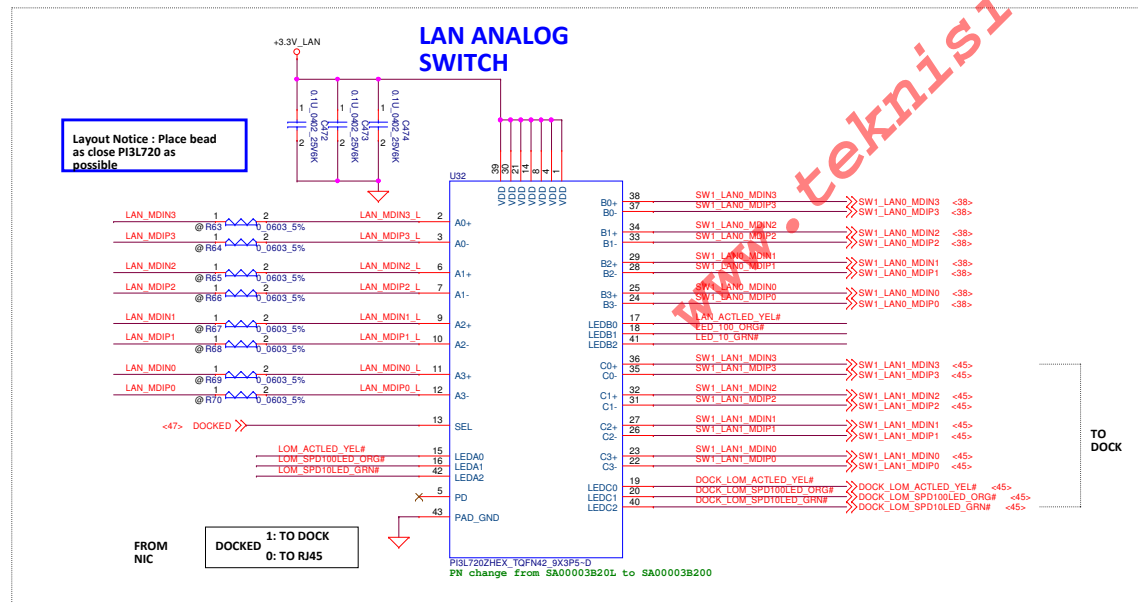 LAN ANALOG
SWITCH
+3.3V_LAN
Layout Notice : Place bead
as close PI3L720 as
possible
1
2
0.1U_0402_25V6K
C472
1
2
0.1U_0402_25V6K
C473
1
2
0.1U_0402_25V6K
C474
39
30
21
14
8
4
1
VDD
VDD
VDD
VDD
VDD
VDD
VDD
U32
LAN_MDIN3 1 2 LAN_MDIN3_L 2 A0+
@ R63 0_0603_5%
LAN_MDIP3 1 2 LAN_MDIP3_L 3 A0-
@ R64 0_0603_5%
LAN_MDIN2 1 2 LAN_MDIN2_L 6 A1+
@ R65 0_0603_5%
LAN_MDIP2 1 2 LAN_MDIP2_L 7 A1-
@ R66 0_0603_5%
LAN_MDIN1 1 2 LAN_MDIN1_L 9 A2+
@ R67 0_0603_5%
LAN_MDIP1 1 2 LAN_MDIP1_L 10 A2-
@ R68 0_0603_5%
LAN_MDIN0 1 2 LAN_MDIN0_L 11 A3+
@ R69 0_0603_5%
LAN_MDIP0 1 2 LAN_MDIP0_L 12 A3-
@ R70 0_0603_5%
<47> DOCKED 13 SEL
LOM_ACTLED_YEL# 15 LEDA0
LOM_SPD100LED_ORG# 16 LEDA1
LOM_SPD10LED_GRN# 42 LEDA2
5 PD
43 PAD_GND
B0+ 38 SW1_LAN0_MDIN3 SW1_LAN0_MDIN3 <38>
B0- 37 SW1_LAN0_MDIP3 SW1_LAN0_MDIP3 <38>
B1+ 34 SW1_LAN0_MDIN2 SW1_LAN0_MDIN2 <38>
B1- 33 SW1_LAN0_MDIP2 SW1_LAN0_MDIP2 <38>
B2+ 29 SW1_LAN0_MDIN1 SW1_LAN0_MDIN1 <38>
B2- 28 SW1_LAN0_MDIP1 SW1_LAN0_MDIP1 <38>
B3+ 25 SW1_LAN0_MDIN0 SW1_LAN0_MDIN0 <38>
B3- 24 SW1_LAN0_MDIP0 SW1_LAN0_MDIP0 <38>
LEDB0 17 LAN_ACTLED_YEL#
LEDB1 18 LED_100_ORG#
LEDB2 41 LED_10_GRN#
C0+ 36 SW1_LAN1_MDIN3 SW1_LAN1_MDIN3 <45>
C0- 35 SW1_LAN1_MDIP3 SW1_LAN1_MDIP3 <45>
C1+ 32 SW1_LAN1_MDIN2 SW1_LAN1_MDIN2 <45>
C1- 31 SW1_LAN1_MDIP2 SW1_LAN1_MDIP2 <45>
C2+ 27 SW1_LAN1_MDIN1 SW1_LAN1_MDIN1 <45>
C2- 26 SW1_LAN1_MDIP1 SW1_LAN1_MDIP1 <45>
C3+ 23 SW1_LAN1_MDIN0 SW1_LAN1_MDIN0 <45>
C3- 22 SW1_LAN1_MDIP0 SW1_LAN1_MDIP0 <45>
LEDC0 19 DOCK_LOM_ACTLED_YEL# DOCK_LOM_ACTLED_YEL# <45>
LEDC1 20 DOCK_LOM_SPD100LED_ORG# DOCK_LOM_SPD100LED_ORG# <45>
LEDC2 40 DOCK_LOM_SPD10LED_GRN# DOCK_LOM_SPD10LED_GRN# <45>
TO
DOCK
FROM
NIC
DOCKED
1: TO DOCK
0: TO RJ45
PI3L720ZHEX_TQFN42_9X3P5~D
PN change from SA00003B20L to SA00003B200
www.teknisi